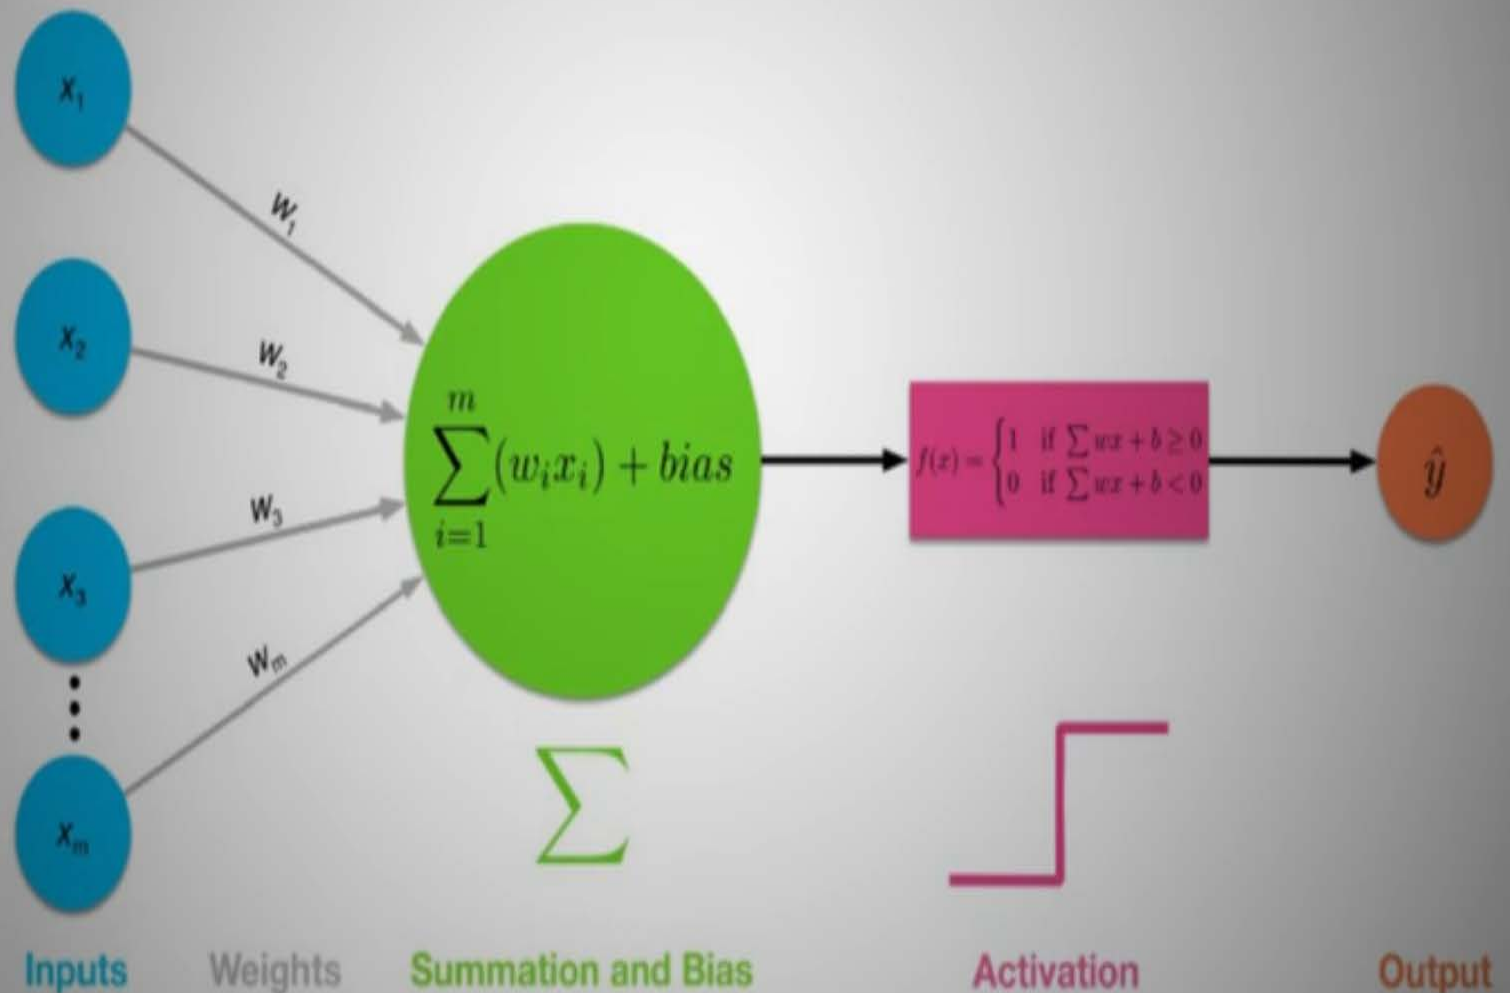 x₁
w₁
x₂
w₂
x₃
w₃
xₘ
wₘ
m
∑(wᵢxᵢ) + bias
i=1
f(x) = {1 if ∑ wx + b ≥ 0
0 if ∑ wx + b < 0
ŷ
∑
Inputs Weights Summation and Bias Activation Output